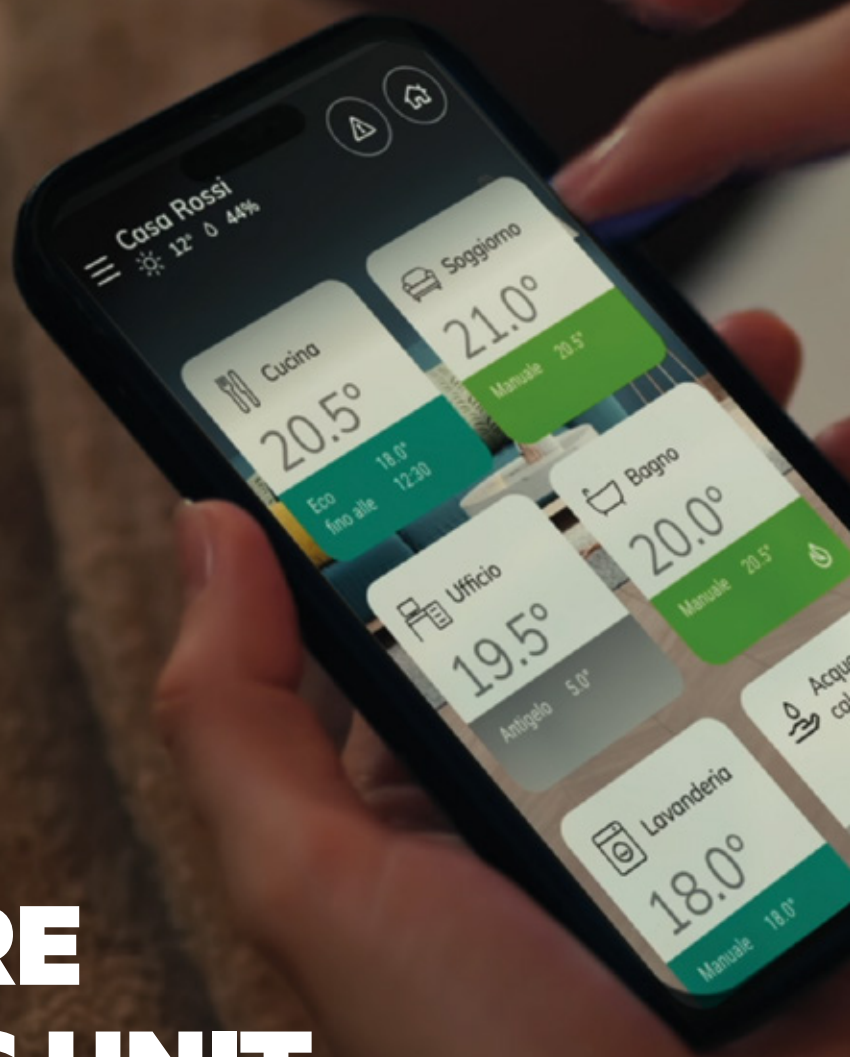 Casa Rossi
12° 44%
Soggiorno
21.0°
Manuale 20.5°
Cucina
20.5°
Eco 18.0°
fino alle 12:30
Bagno
20.0°
Manuale 20.5°
Ufficio
19.5°
Antigelo 5.0°
Lavanderia
18.0°
Manuale 18.0°
UNIT